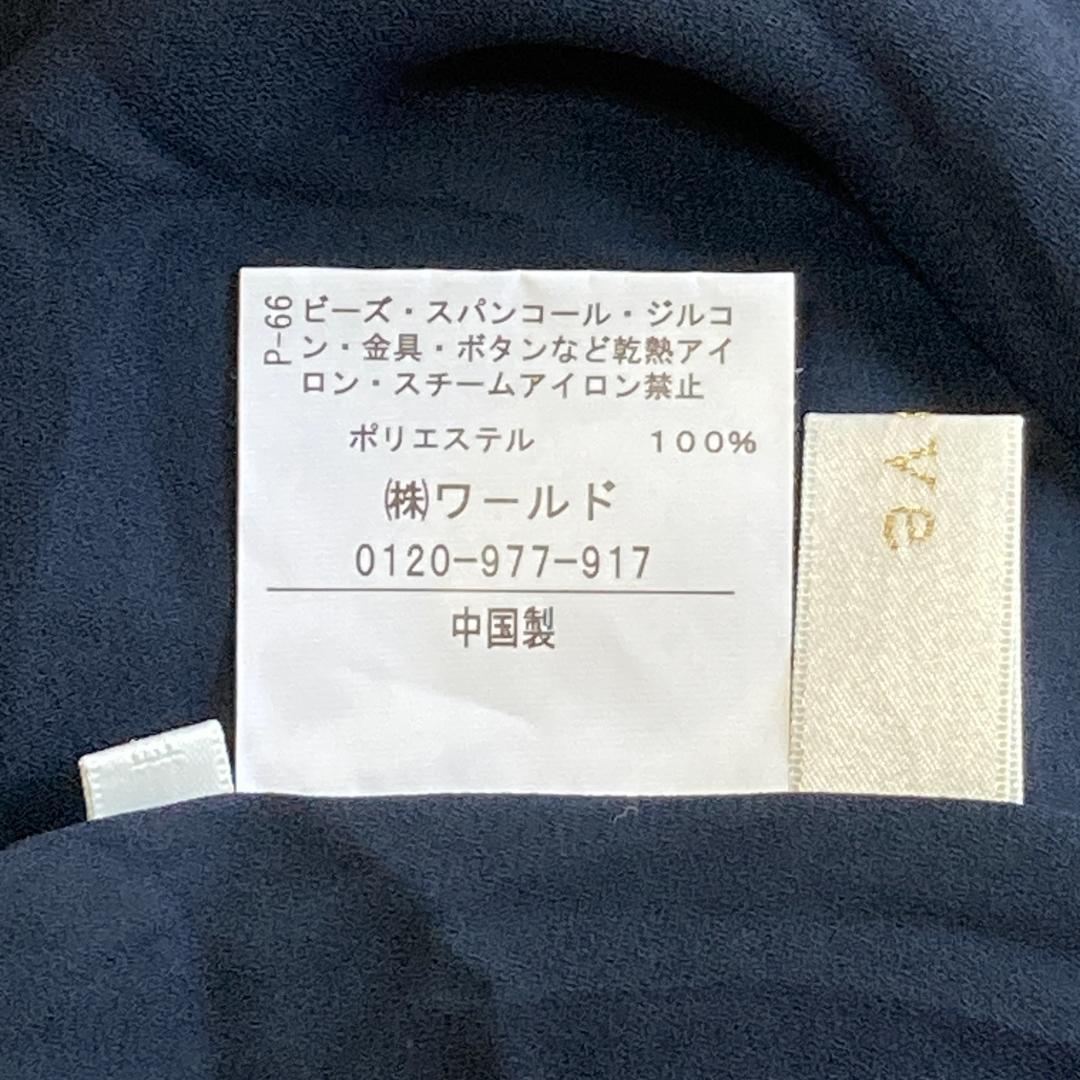 P-66
ビーズ・スパンコール・ジルコ
ン・金具・ボタンなど乾熱アイ
ロン・スチームアイロン禁止
ポリエステル 100%
㈱ワールド
0120-977-917
中国製
ve